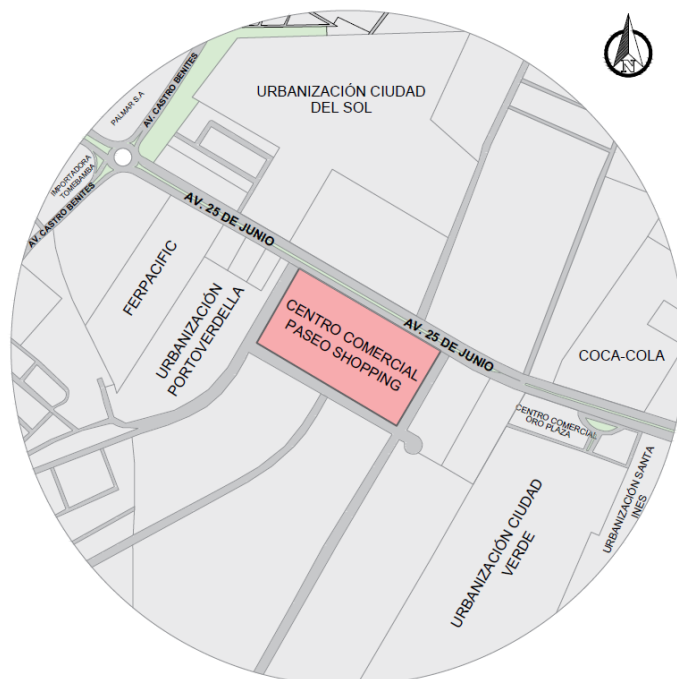 N
URBANIZACIÓN CIUDAD
DEL SOL
PALMAR S.A
AV. CASTRO BENITES
IMPORTADORA
TOMEBAMBA
AV. CASTRO BENITES
AV. 25 DE JUNIO
FERPACIFIC
URBANIZACIÓN
PORTOVERDELLA
CENTRO COMERCIAL
PASEO SHOPPING
AV. 25 DE JUNIO
COCA-COLA
CENTRO COMERCIAL
ORO PLAZA
URBANIZACIÓN SANTA
INES
URBANIZACIÓN CIUDAD
VERDE